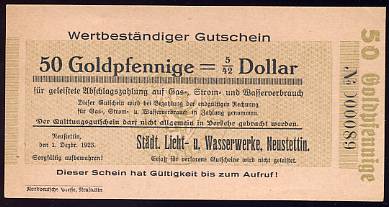 Wertbeständiger Gutschein
50 Goldpfennige = 5/42 Dollar
für geleistete Abschlagszahlung auf Gas-, Strom- und Wasserverbrauch
Dieser Gutschein wird bei Bezahlung der endgültigen Rechnung
für Gas-, Strom- u. Wasserverbrauch in Zahlung genommen.
Der Quittungsgutschein darf nicht allgemein in Verkehr gebracht werden.
Neustettin,
den 1. Dezbr. 1923.
Sorgfältig aufbewahren!
Städt. Licht- u. Wasserwerke, Neustettin.
Ersatz für verlorene Gutscheine wird nicht geleistet.
Dieser Schein hat Gültigkeit bis zum Aufruf!
Neustettin
№ 000089
50 Goldpfennige